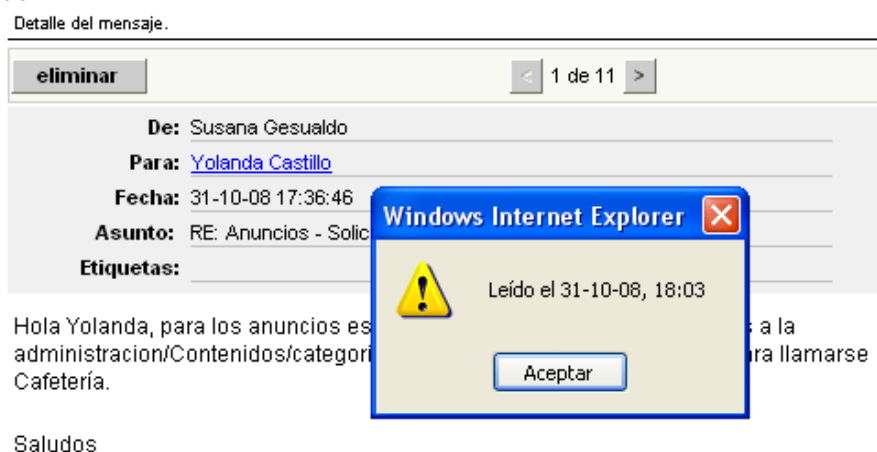 Detalle del mensaje.
eliminar < 1 de 11 >
De: Susana Gesualdo
Para: Yolanda Castillo
Fecha: 31-10-08 17:36:46
Asunto: RE: Anuncios - Solic
Etiquetas:
Windows Internet Explorer
Leído el 31-10-08, 18:03
Aceptar
Hola Yolanda, para los anuncios es a la
administracion/Contenidos/categori llamarse
Cafetería.
Saludos